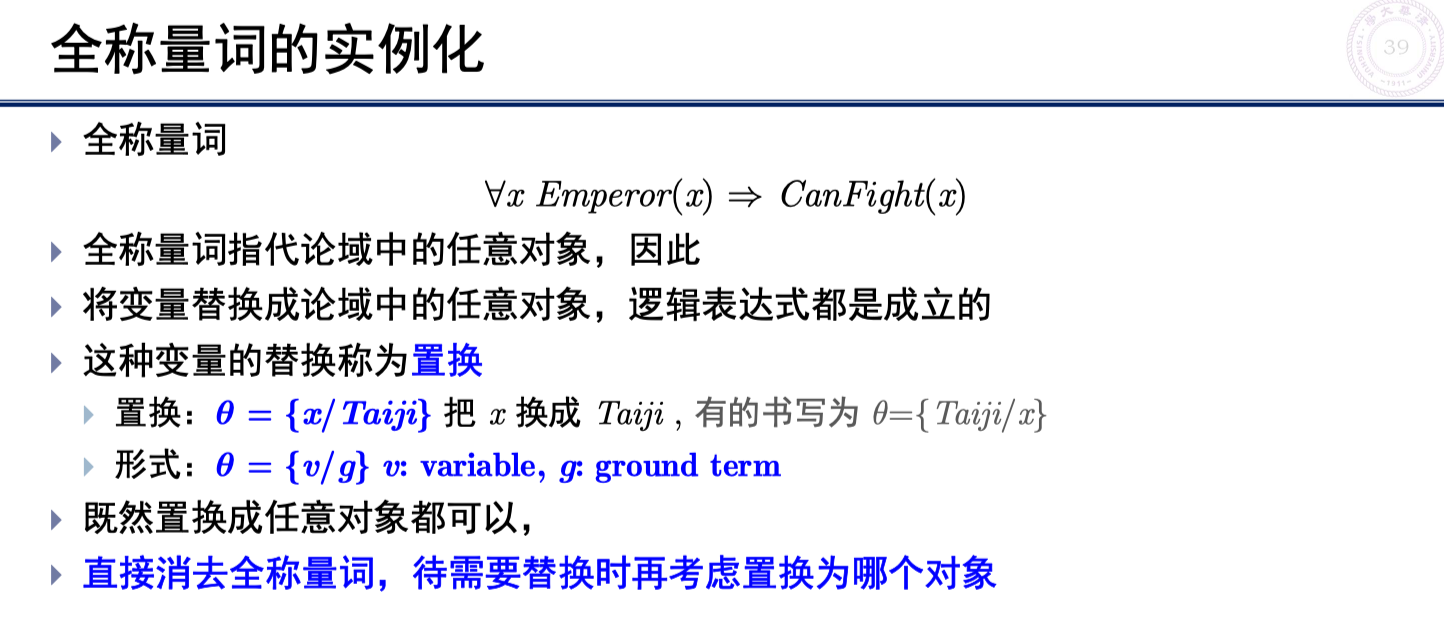 全称量词的实例化
39
全称量词
∀x Emperor(x) ⇒ CanFight(x)
全称量词指代论域中的任意对象，因此
将变量替换成论域中的任意对象，逻辑表达式都是成立的
这种变量的替换称为置换
置换：θ = {x/Taiji} 把 x 换成 Taiji , 有的书写为 θ={Taiji/x}
形式：θ = {v/g} v: variable, g: ground term
既然置换成任意对象都可以，
直接消去全称量词，待需要替换时再考虑置换为哪个对象